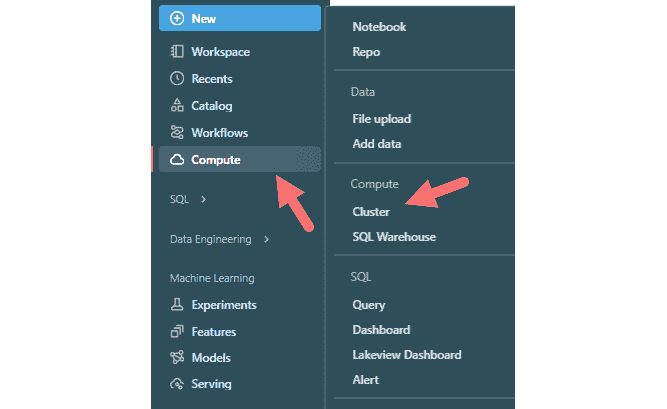 New
Workspace
Recents
Catalog
Workflows
Compute
SQL
Data Engineering
Machine Learning
Experiments
Features
Models
Serving
Notebook
Repo
Data
File upload
Add data
Compute
Cluster
SQL Warehouse
SQL
Query
Dashboard
Lakeview Dashboard
Alert